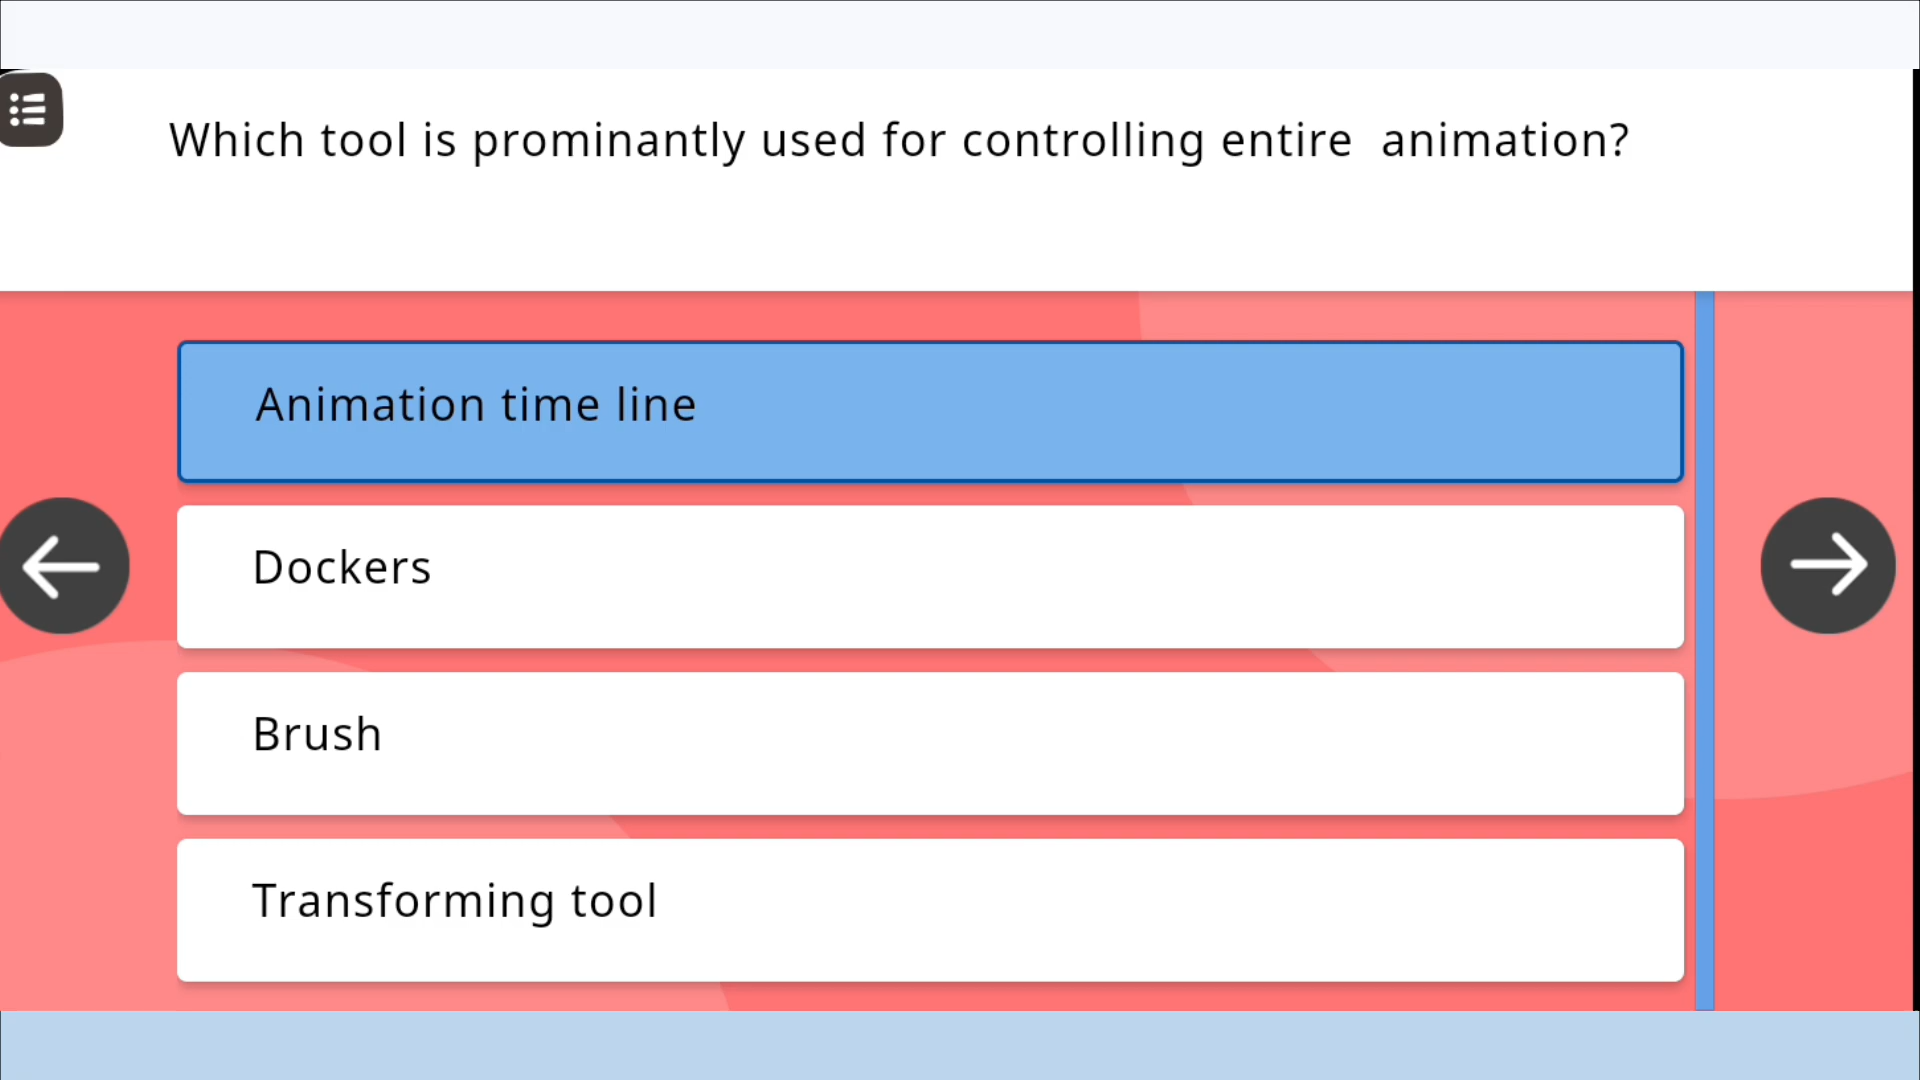 Which tool is prominantly used for controlling entire  animation?
Animation time line
Dockers
Brush
Transforming tool